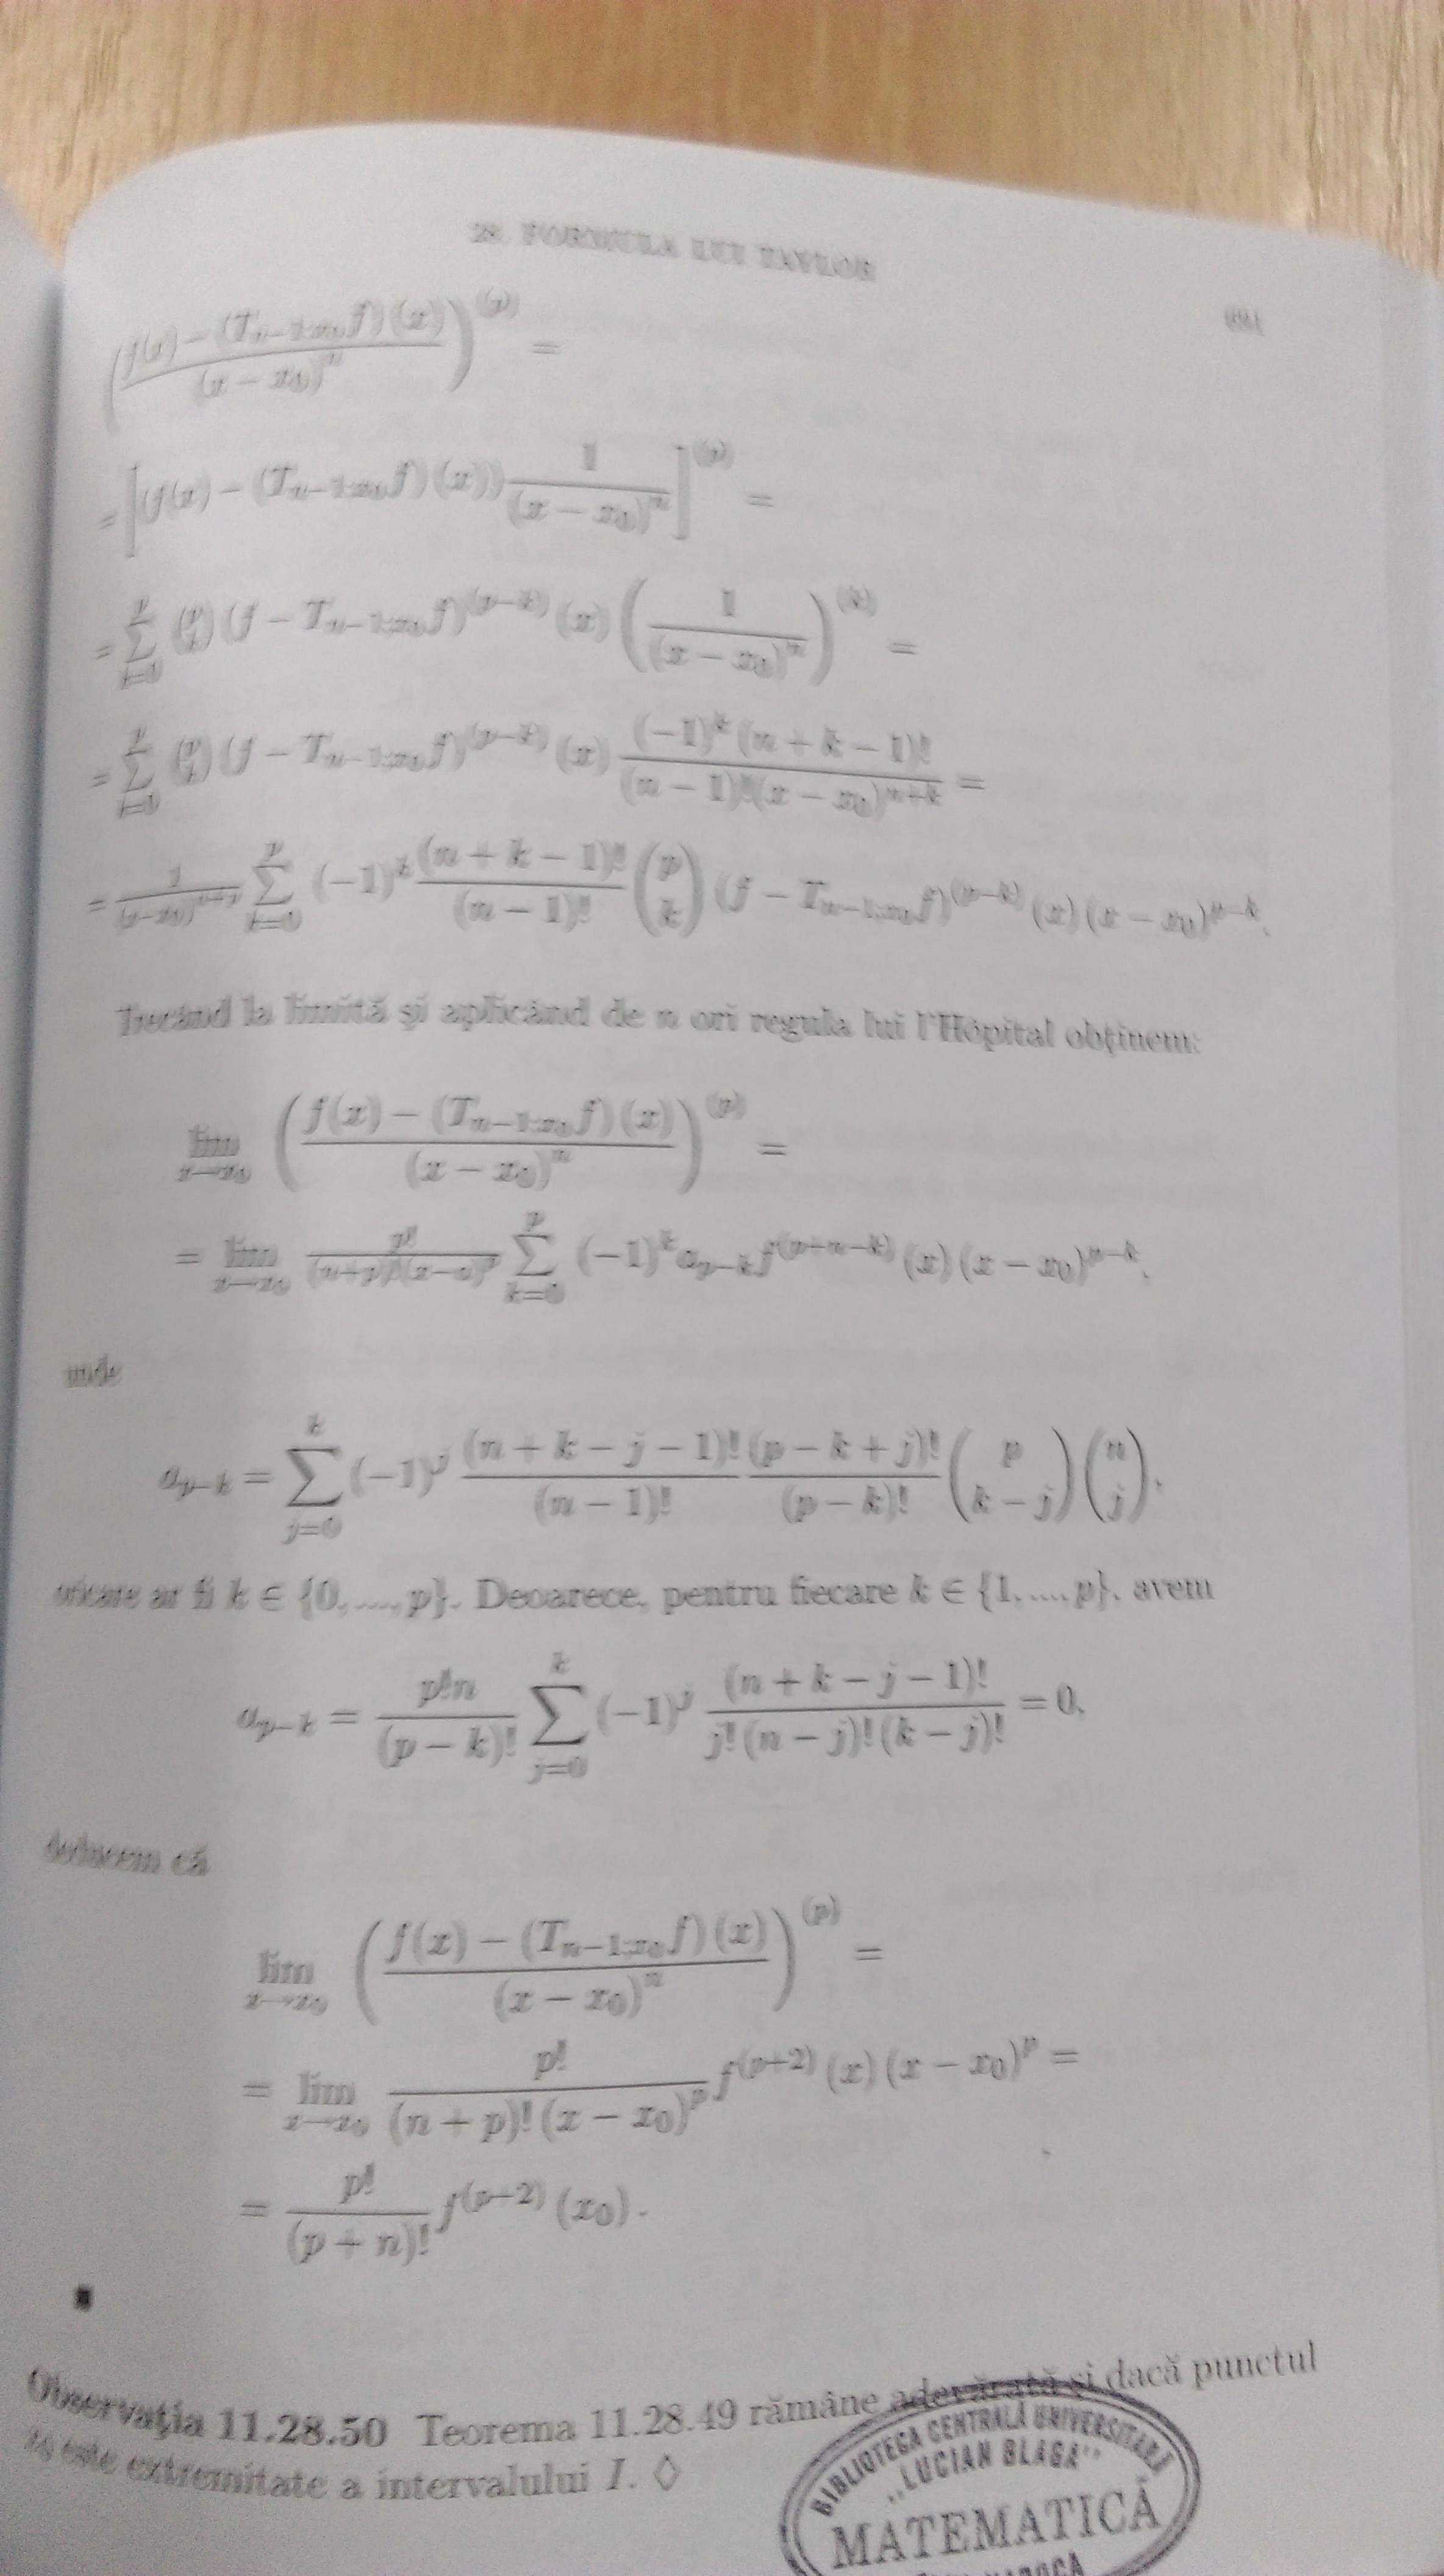 28. FORMULA LUI TAYLOR
$\left(\frac{f(x) - (T_{n-1;x_0}f)(x)}{(x - x_0)^n}\right)^{(p)} =$
$= \left[(f(x) - (T_{n-1;x_0}f)(x))\frac{1}{(x - x_0)^n}\right]^{(p)} =$
$= \sum_{k=0}^{p} \binom{p}{k} (f - T_{n-1;x_0}f)^{(p-k)}(x) \left(\frac{1}{(x - x_0)^n}\right)^{(k)} =$
$= \sum_{k=0}^{p} \binom{p}{k} (f - T_{n-1;x_0}f)^{(p-k)}(x) \frac{(-1)^k (n + k - 1)!}{(n - 1)!(x - x_0)^{n+k}} =$
$= \frac{1}{(x-x_0)^{n+p}} \sum_{k=0}^{p} (-1)^k \frac{(n + k - 1)!}{(n - 1)!} \binom{p}{k} (f - T_{n-1;x_0}f)^{(p-k)}(x)(x - x_0)^{p-k}.$
Trecând la limită și aplicând de n ori regula lui l'Hôpital obținem:
$\lim_{x \to x_0} \left(\frac{f(x) - (T_{n-1;x_0}f)(x)}{(x - x_0)^n}\right)^{(p)} =$
$= \lim_{x \to x_0} \frac{p!}{(n+p)!(x-a)^p} \sum_{k=0}^{p} (-1)^k a_{p-k} f^{(p+n-k)}(x)(x - x_0)^{p-k},$
unde
$a_{p-k} = \sum_{j=0}^{k} (-1)^j \frac{(n + k - j - 1)!}{(n - 1)!} \frac{(p - k + j)!}{(p - k)!} \binom{p}{k - j} \binom{n}{j},$
oricare ar fi $k \in \{0, ..., p\}$. Deoarece, pentru fiecare $k \in \{1, ..., p\}$, avem
$a_{p-k} = \frac{p!n}{(p - k)!} \sum_{j=0}^{k} (-1)^j \frac{(n + k - j - 1)!}{j!(n - j)!(k - j)!} = 0,$
deducem că
$\lim_{x \to x_0} \left(\frac{f(x) - (T_{n-1;x_0}f)(x)}{(x - x_0)^n}\right)^{(p)} =$
$= \lim_{x \to x_0} \frac{p!}{(n + p)!(x - x_0)^p} f^{(p+2)}(x)(x - x_0)^p =$
$= \frac{p!}{(p + n)!} f^{(p+2)}(x_0).$
■
Observația 11.28.50 Teorema 11.28.49 rămâne adevărată și dacă punctul
$x_0$ este extremitate a intervalului I. ◊
BIBLIOTECA CENTRALĂ UNIVERSITARĂ
„LUCIAN BLAGA"
MATEMATICĂ